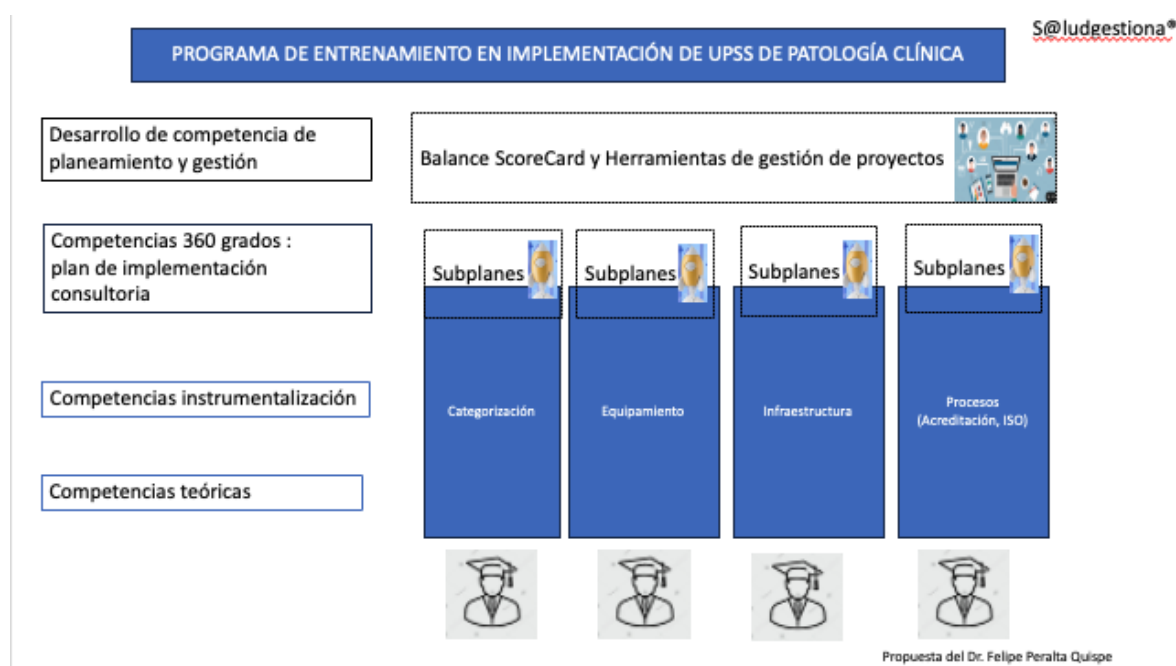 S@ludgestiona®
PROGRAMA DE ENTRENAMIENTO EN IMPLEMENTACIÓN DE UPSS DE PATOLOGÍA CLÍNICA
Desarrollo de competencia de
planeamiento y gestión
Balance ScoreCard y Herramientas de gestión de proyectos
Competencias 360 grados :
plan de implementación
consultoria
Subplanes
Subplanes
Subplanes
Subplanes
Competencias instrumentalización
Categorización
Equipamiento
Infraestructura
Procesos
(Acreditación, ISO)
Competencias teóricas
Propuesta del Dr. Felipe Peralta Quispe